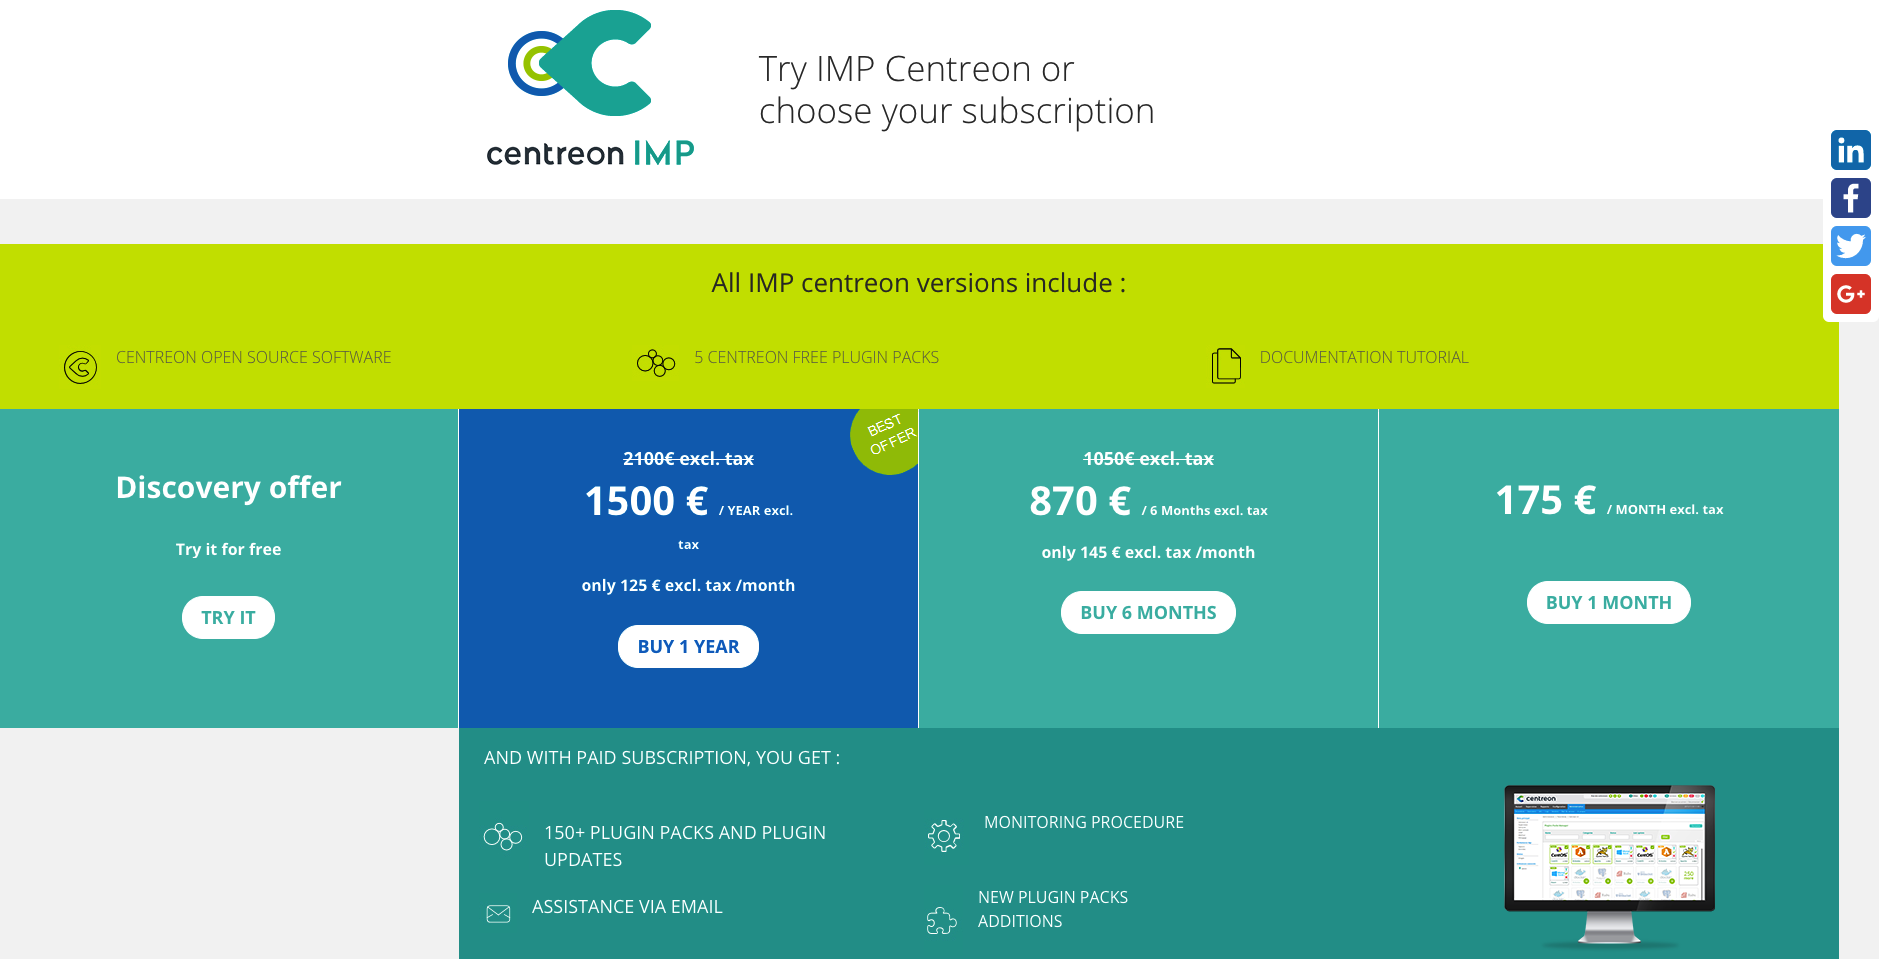 centreon IMP
Try IMP Centreon or
choose your subscription
All IMP centreon versions include :
CENTREON OPEN SOURCE SOFTWARE
5 CENTREON FREE PLUGIN PACKS
DOCUMENTATION TUTORIAL
Discovery offer
Try it for free
TRY IT
BEST
OFFER
2100€ excl. tax
1500 € / YEAR excl.
tax
only 125 € excl. tax /month
BUY 1 YEAR
1050€ excl. tax
870 € / 6 Months excl. tax
only 145 € excl. tax /month
BUY 6 MONTHS
175 € / MONTH excl. tax
BUY 1 MONTH
AND WITH PAID SUBSCRIPTION, YOU GET :
150+ PLUGIN PACKS AND PLUGIN
UPDATES
ASSISTANCE VIA EMAIL
MONITORING PROCEDURE
NEW PLUGIN PACKS
ADDITIONS
centreon
CentOS
CentOS
250
in
f
G+